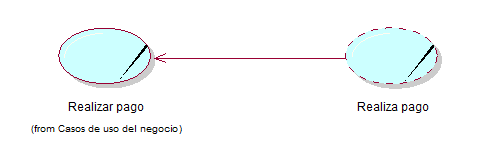 Realizar pago
Realiza pago
(from Casos de uso del negocio)